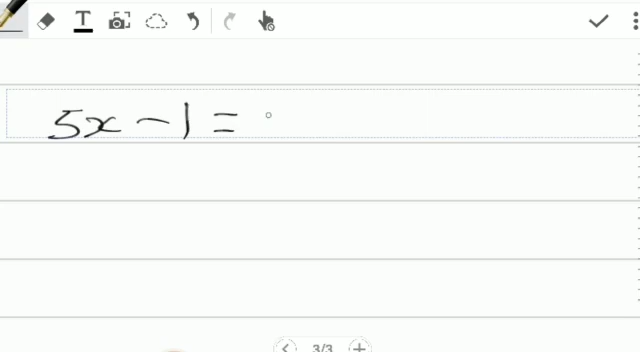 T
5x − 1 =
3/3